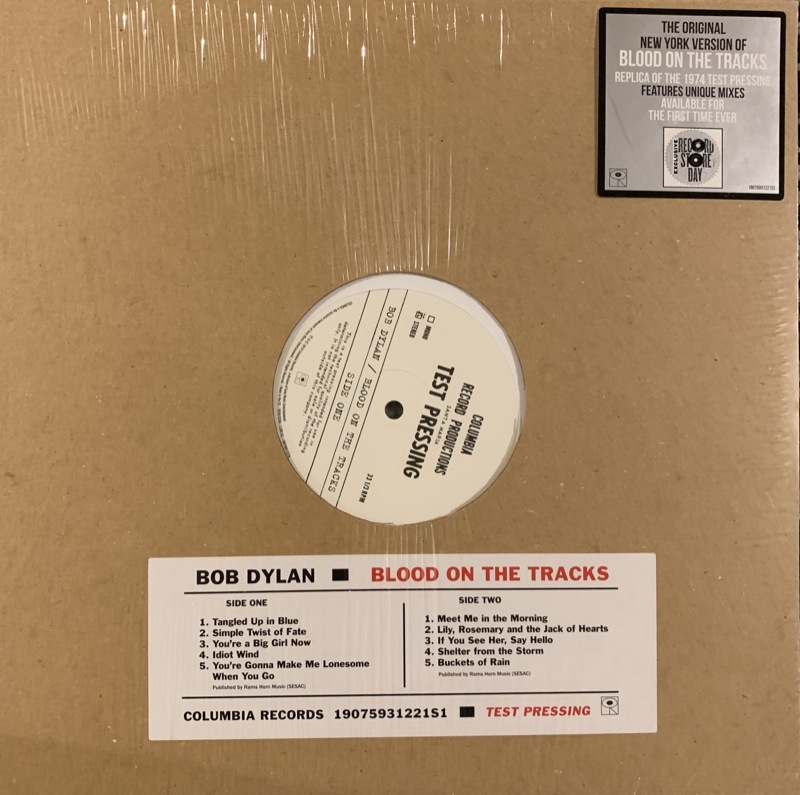 THE ORIGINAL
NEW YORK VERSION OF
BLOOD ON THE TRACKS
REPLICA OF THE 1974 TEST PRESSING
FEATURES UNIQUE MIXES
AVAILABLE FOR
THE FIRST TIME EVER
EXCLUSIVE
RECORD
STORE
DAY
19075931221S1
COLUMBIA
RECORD PRODUCTIONS
SANTA MARIA
TEST PRESSING
MONO
STEREO
33 1/3 RPM
BOB DYLAN / BLOOD ON THE TRACKS
SIDE ONE
BOB DYLAN BLOOD ON THE TRACKS
SIDE ONE
1. Tangled Up in Blue
2. Simple Twist of Fate
3. You're a Big Girl Now
4. Idiot Wind
5. You're Gonna Make Me Lonesome
When You Go
Published by Rams Horn Music (SESAC)
SIDE TWO
1. Meet Me in the Morning
2. Lily, Rosemary and the Jack of Hearts
3. If You See Her, Say Hello
4. Shelter from the Storm
5. Buckets of Rain
Published by Rams Horn Music (SESAC)
COLUMBIA RECORDS 19075931221S1 TEST PRESSING